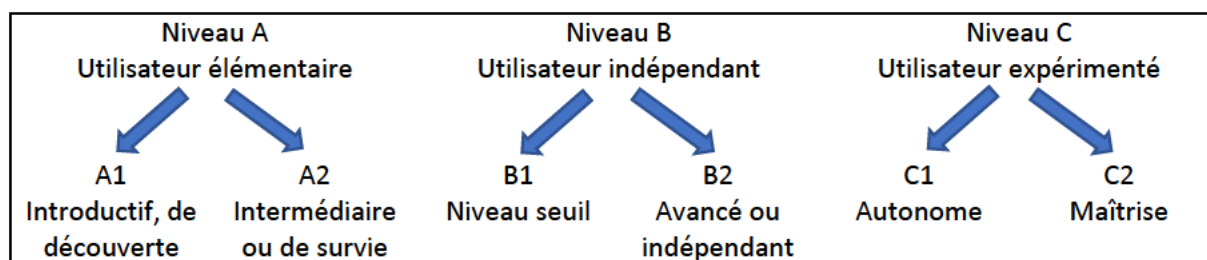 Niveau A
Utilisateur élémentaire
Niveau B
Utilisateur indépendant
Niveau C
Utilisateur expérimenté
A1
Introductif, de
découverte
A2
Intermédiaire
ou de survie
B1
Niveau seuil
B2
Avancé ou
indépendant
C1
Autonome
C2
Maîtrise